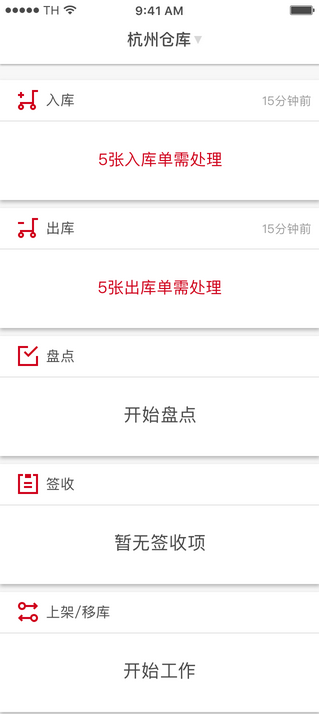 TH 9:41 AM
杭州仓库
入库 15分钟前
5张入库单需处理
出库 15分钟前
5张出库单需处理
盘点
开始盘点
签收
暂无签收项
上架/移库
开始工作